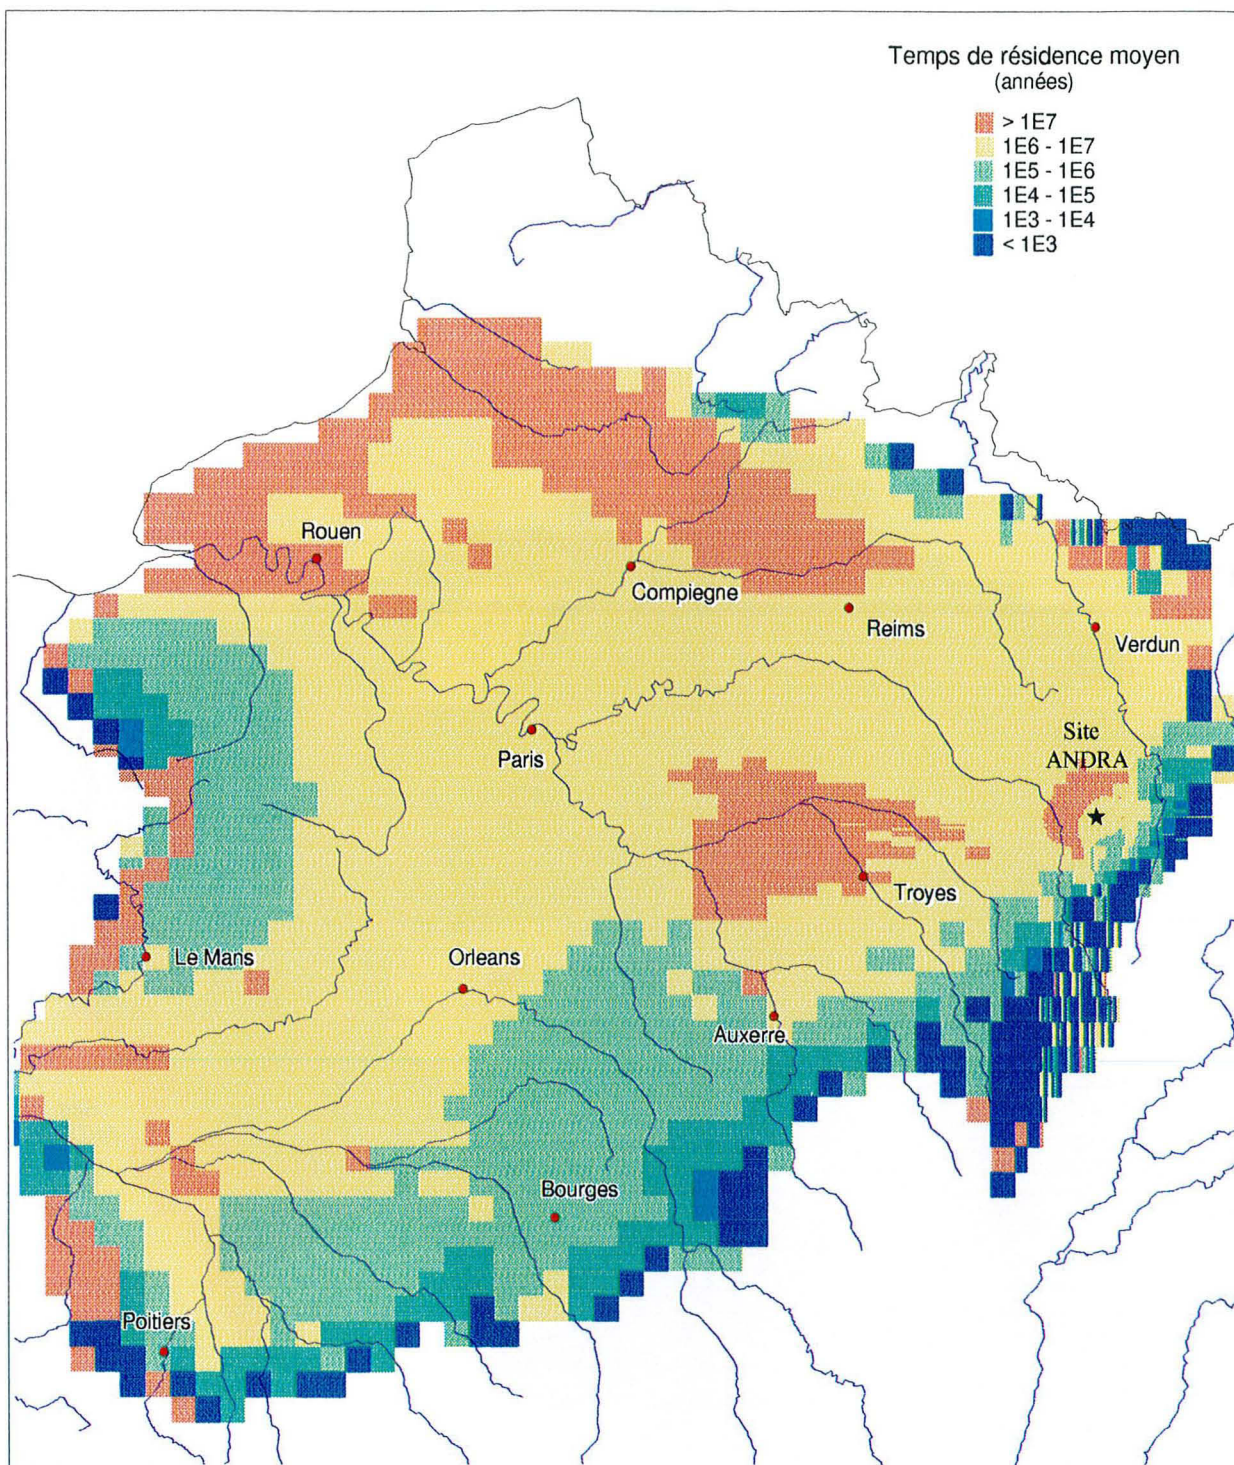 Temps de résidence moyen
(années)
> 1E7
1E6 - 1E7
1E5 - 1E6
1E4 - 1E5
1E3 - 1E4
< 1E3
Rouen
Compiegne
Reims
Verdun
Paris
Site
ANDRA
Troyes
Le Mans
Orleans
Auxerre
Bourges
Poitiers